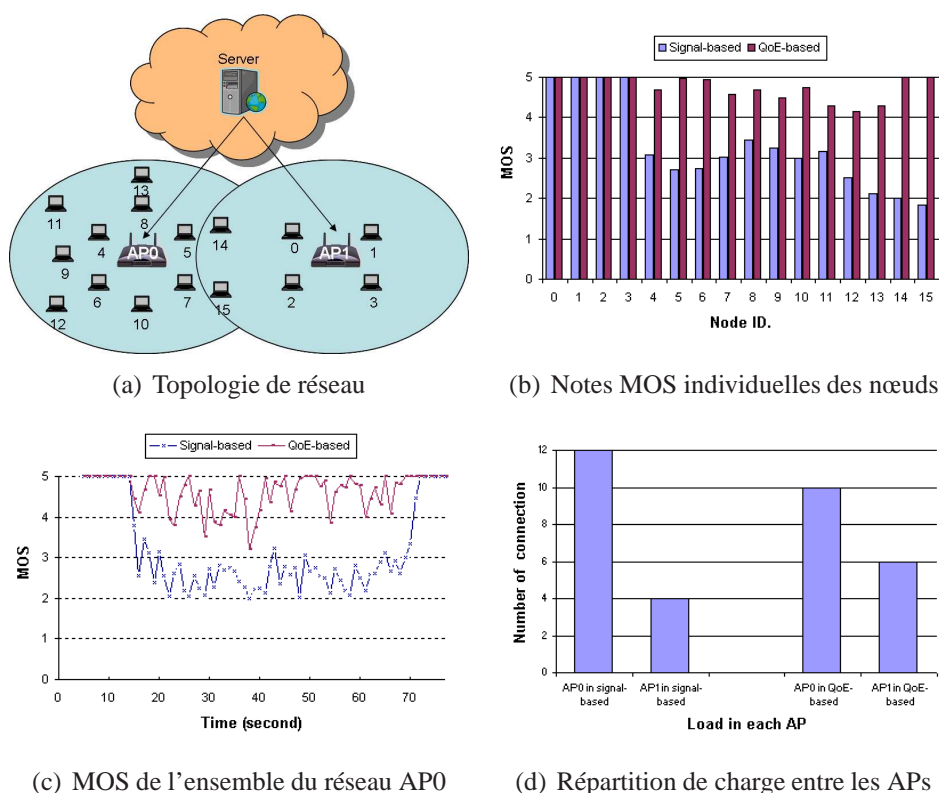 Server
13
11
8
AP0
4
5
14
9
6
7
12
10
15
0
AP1
1
2
3
(a) Topologie de réseau
Signal-based QoE-based
5
4
3
2
1
0
MOS
0 1 2 3 4 5 6 7 8 9 10 11 12 13 14 15
Node ID.
(b) Notes MOS individuelles des nœuds
Signal-based QoE-based
5
4
3
2
1
0
MOS
0 10 20 30 40 50 60 70
Time (second)
(c) MOS de l'ensemble du réseau AP0
12
10
8
6
4
2
0
Number of connection
AP0 in signal-based
AP1 in signal-based
AP0 in QoE-based
AP1 in QoE-based
Load in each AP
(d) Répartition de charge entre les APs